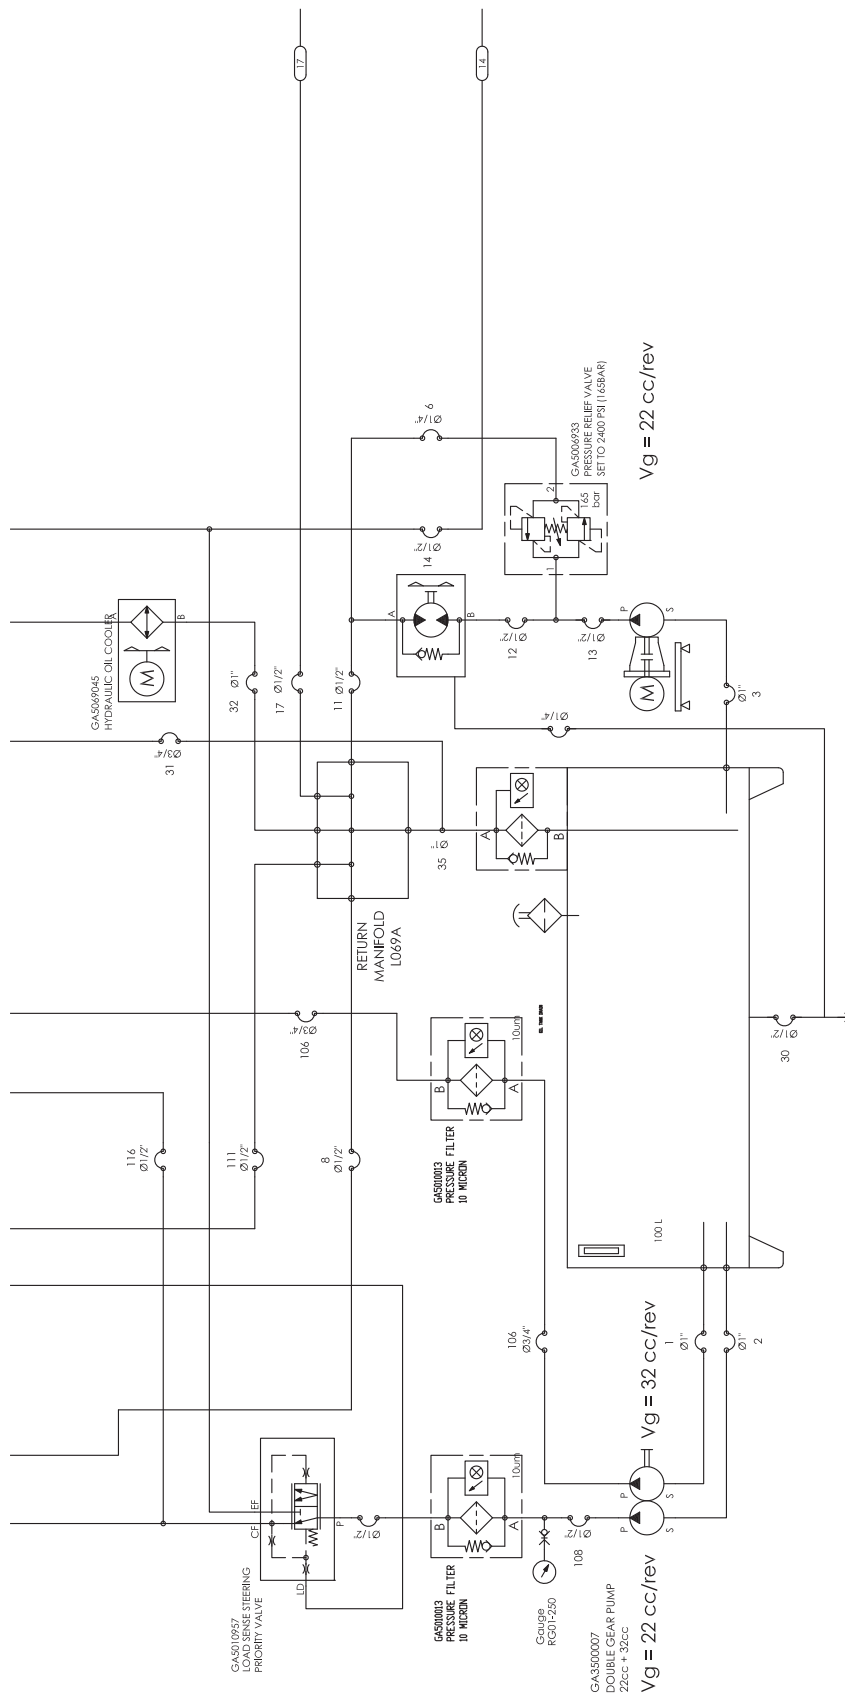 17
14
Ø1/4"
6
GA5006933
PRESSURE RELIEF VALVE
SET TO 2400 PSI (165BAR)
Vg = 22 cc/rev
2
165
bar
1
Ø1/2"
14
GA5069045
HYDRAULIC OIL COOLER
A
B
M
A
B
Ø1/2"
12
Ø1/2"
13
P
S
M
Ø1"
32
Ø1/2"
17
Ø1/2"
11
Ø1"
3
Ø3/4"
31
Ø1/4"
Ø1"
35
A
B
RETURN
MANIFOLD
L069A
Ø3/4"
106
10um
B
A
GA5010013
PRESSURE FILTER
10 MICRON
Ø1/2"
30
116
Ø1/2"
111
Ø1/2"
8
Ø1/2"
100 L
106
Ø3/4"
1
Ø1"
Ø1"
2
Vg = 32 cc/rev
EF
CF
P
LD
GA5010957
LOAD SENSE STEERING
PRIORITY VALVE
Ø1/2"
10um
B
A
GA5010013
PRESSURE FILTER
10 MICRON
Ø1/2"
108
Gauge
RG01-250
P
S
P
S
GA3500007
DOUBLE GEAR PUMP
22cc + 32cc
Vg = 22 cc/rev